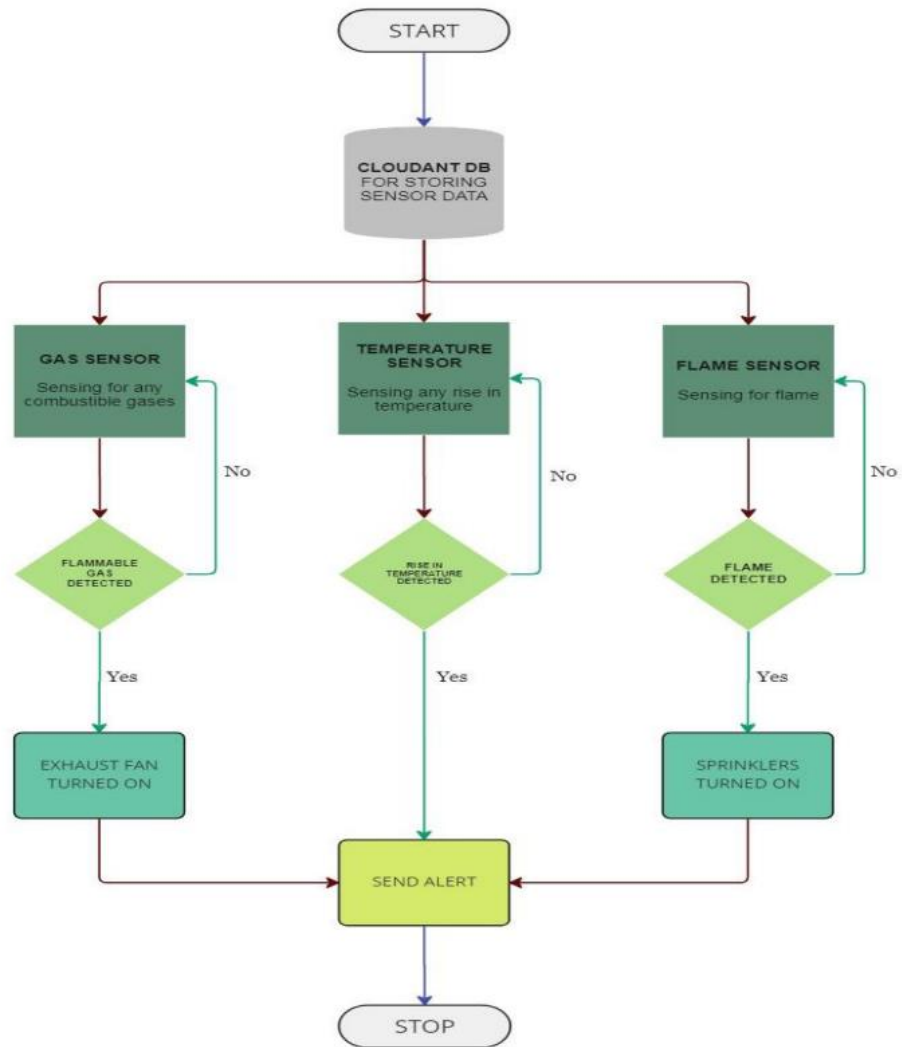 START
CLOUDANT DB
FOR STORING
SENSOR DATA
GAS SENSOR
Sensing for any
combustible gases
TEMPERATURE
SENSOR
Sensing any rise in
temperature
FLAME SENSOR
Sensing for flame
No
No
No
FLAMMABLE
GAS
DETECTED
RISE IN
TEMPERATURE
DETECTED
FLAME
DETECTED
Yes
Yes
Yes
EXHAUST FAN
TURNED ON
SPRINKLERS
TURNED ON
SEND ALERT
STOP